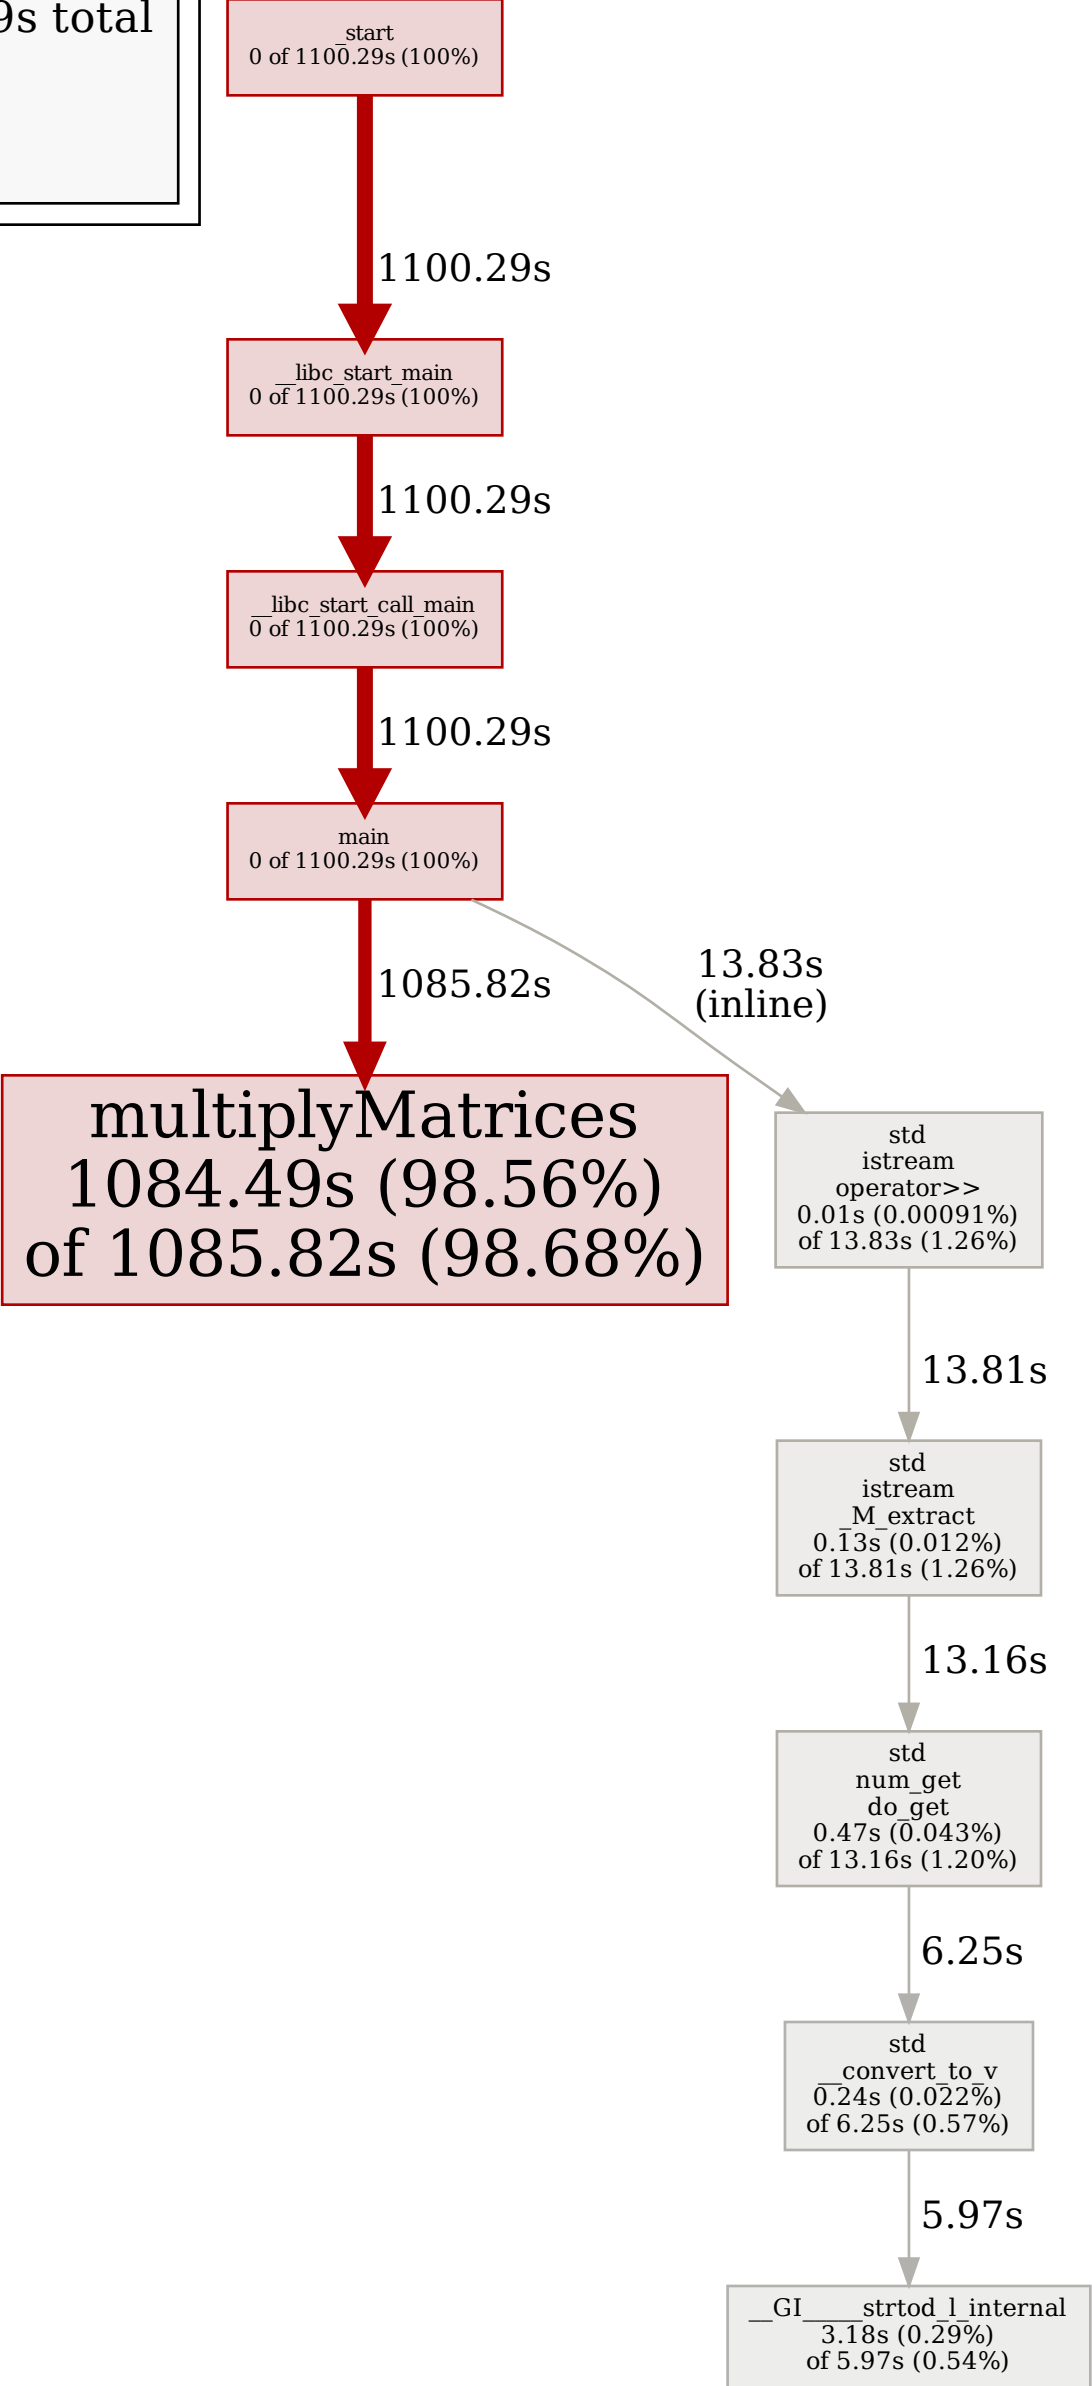 9s total
_start
0 of 1100.29s (100%)
1100.29s
__libc_start_main
0 of 1100.29s (100%)
1100.29s
__libc_start_call_main
0 of 1100.29s (100%)
1100.29s
main
0 of 1100.29s (100%)
1085.82s
13.83s
(inline)
multiplyMatrices
1084.49s (98.56%)
of 1085.82s (98.68%)
std
istream
operator>>
0.01s (0.00091%)
of 13.83s (1.26%)
13.81s
std
istream
_M_extract
0.13s (0.012%)
of 13.81s (1.26%)
13.16s
std
num_get
do_get
0.47s (0.043%)
of 13.16s (1.20%)
6.25s
std
__convert_to_v
0.24s (0.022%)
of 6.25s (0.57%)
5.97s
__GI_____strtod_l_internal
3.18s (0.29%)
of 5.97s (0.54%)